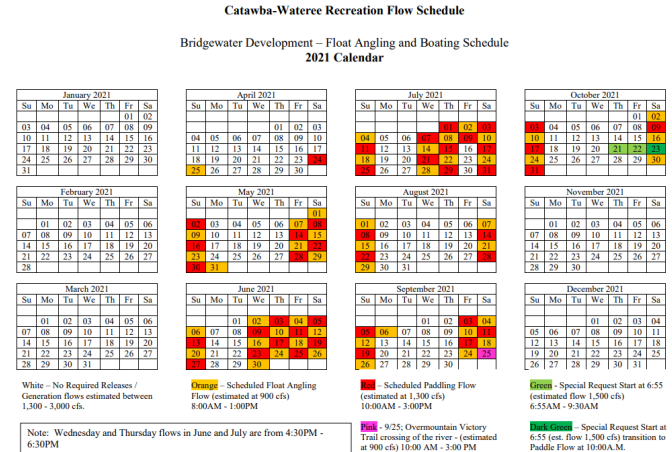 Catawba-Wateree Recreation Flow Schedule
Bridgewater Development – Float Angling and Boating Schedule
2021 Calendar
January 2021
Su Mo Tu We Th Fr Sa
01 02
03 04 05 06 07 08 09
10 11 12 13 14 15 16
17 18 19 20 21 22 23
24 25 26 27 28 29 30
31
April 2021
Su Mo Tu We Th Fr Sa
01 02 03
04 05 06 07 08 09 10
11 12 13 14 15 16 17
18 19 20 21 22 23 24
25 26 27 28 29 30
July 2021
Su Mo Tu We Th Fr Sa
01 02 03
04 05 06 07 08 09 10
11 12 13 14 15 16 17
18 19 20 21 22 23 24
25 26 27 28 29 30 31
October 2021
Su Mo Tu We Th Fr Sa
01 02
03 04 05 06 07 08 09
10 11 12 13 14 15 16
17 18 19 20 21 22 23
24 25 26 27 28 29 30
31
February 2021
Su Mo Tu We Th Fr Sa
01 02 03 04 05 06
07 08 09 10 11 12 13
14 15 16 17 18 19 20
21 22 23 24 25 26 27
28
May 2021
Su Mo Tu We Th Fr Sa
01
02 03 04 05 06 07 08
09 10 11 12 13 14 15
16 17 18 19 20 21 22
23 24 25 26 27 28 29
30 31
August 2021
Su Mo Tu We Th Fr Sa
01 02 03 04 05 06 07
08 09 10 11 12 13 14
15 16 17 18 19 20 21
22 23 24 25 26 27 28
29 30 31
November 2021
Su Mo Tu We Th Fr Sa
01 02 03 04 05 06
07 08 09 10 11 12 13
14 15 16 17 18 19 20
21 22 23 24 25 26 27
28 29 30
March 2021
Su Mo Tu We Th Fr Sa
01 02 03 04 05 06
07 08 09 10 11 12 13
14 15 16 17 18 19 20
21 22 23 24 25 26 27
28 29 30 31
June 2021
Su Mo Tu We Th Fr Sa
01 02 03 04 05
06 07 08 09 10 11 12
13 14 15 16 17 18 19
20 21 22 23 24 25 26
27 28 29 30
September 2021
Su Mo Tu We Th Fr Sa
01 02 03 04
05 06 07 08 09 10 11
12 13 14 15 16 17 18
19 20 21 22 23 24 25
26 27 28 29 30
December 2021
Su Mo Tu We Th Fr Sa
01 02 03 04
05 06 07 08 09 10 11
12 13 14 15 16 17 18
19 20 21 22 23 24 25
26 27 28 29 30 31
White – No Required Releases /
Generation flows estimated between
1,300 - 3,000 cfs.
Orange – Scheduled Float Angling
Flow (estimated at 900 cfs)
8:00AM - 1:00PM
Red – Scheduled Paddling Flow
(estimated at 1,300 cfs)
10:00AM - 3:00PM
Green - Special Request Start at 6:55
(estimated flow 1,500 cfs)
6:55AM - 9:30AM
Note: Wednesday and Thursday flows in June and July are from 4:30PM -
6:30PM
Pink - 9/25; Overmountain Victory
Trail crossing of the river - (estimated
at 900 cfs) 10:00 AM - 3:00 PM
Dark Green – Special Request Start at
6:55 (est. flow 1,500 cfs) transition to
Paddle Flow at 10:00A.M.